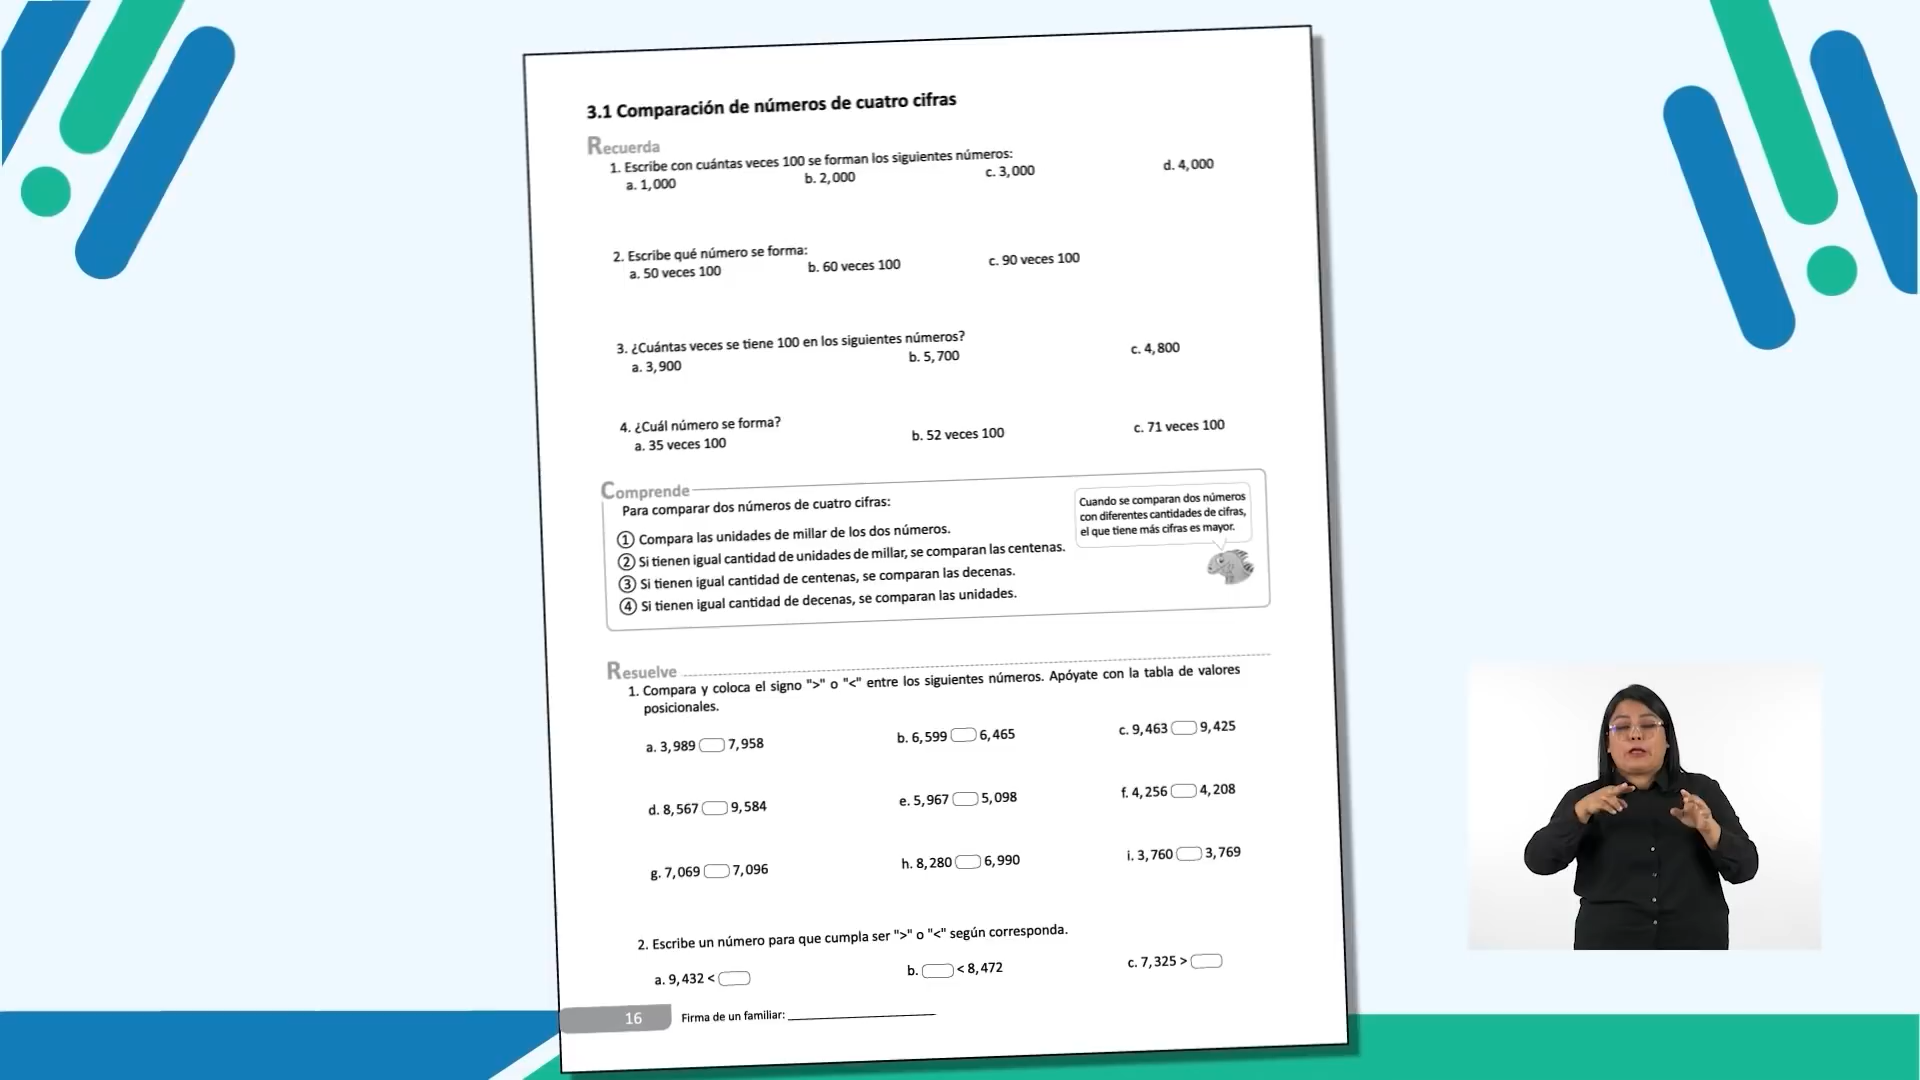 3.1 Comparación de números de cuatro cifras
Recuerda
1. Escribe con cuántas veces 100 se forman los siguientes números:
a. 1,000 b. 2,000 c. 3,000 d. 4,000
2. Escribe qué número se forma:
a. 50 veces 100 b. 60 veces 100 c. 90 veces 100
3. ¿Cuántas veces se tiene 100 en los siguientes números?
a. 3,900 b. 5,700 c. 4,800
4. ¿Cuál número se forma?
a. 35 veces 100 b. 52 veces 100 c. 71 veces 100
Comprende
Para comparar dos números de cuatro cifras:
① Compara las unidades de millar de los dos números.
② Si tienen igual cantidad de unidades de millar, se comparan las centenas.
③ Si tienen igual cantidad de centenas, se comparan las decenas.
④ Si tienen igual cantidad de decenas, se comparan las unidades.
Cuando se comparan dos números
con diferentes cantidades de cifras,
el que tiene más cifras es mayor.
Resuelve
1. Compara y coloca el signo ">" o "<" entre los siguientes números. Apóyate con la tabla de valores
posicionales.
a. 3,989 7,958 b. 6,599 6,465 c. 9,463 9,425
d. 8,567 9,584 e. 5,967 5,098 f. 4,256 4,208
g. 7,069 7,096 h. 8,280 6,990 i. 3,760 3,769
2. Escribe un número para que cumpla ser ">" o "<" según corresponda.
a. 9,432 < b. < 8,472 c. 7,325 >
16 Firma de un familiar: